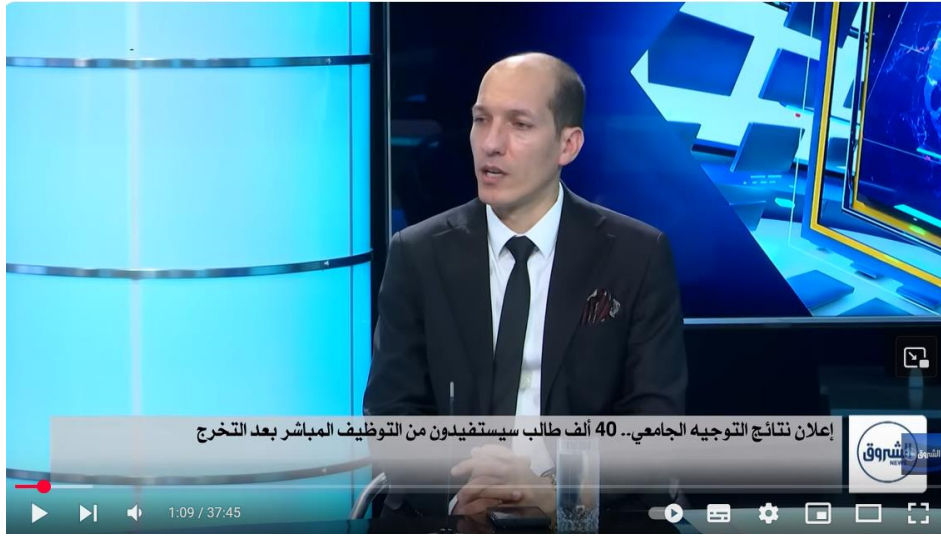 إعلان نتائج التوجيه الجامعي.. 40 ألف طالب سيستفيدون من التوظيف المباشر بعد التخرج
الشروق
NEWS
الشروق
1:09 / 37:45